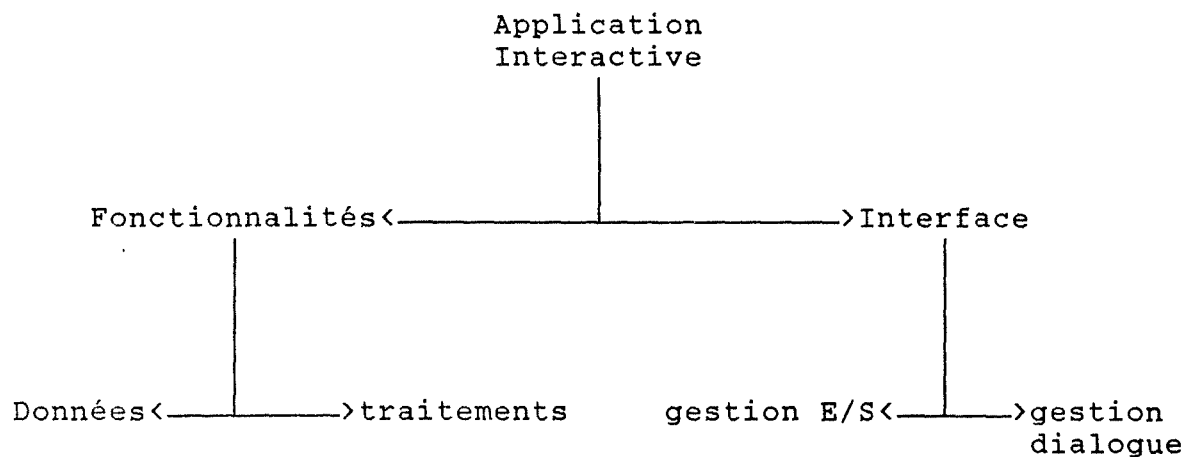 Application
Interactive
Fonctionnalités<
>Interface
Données<
>traitements
gestion E/S<
>gestion
dialogue